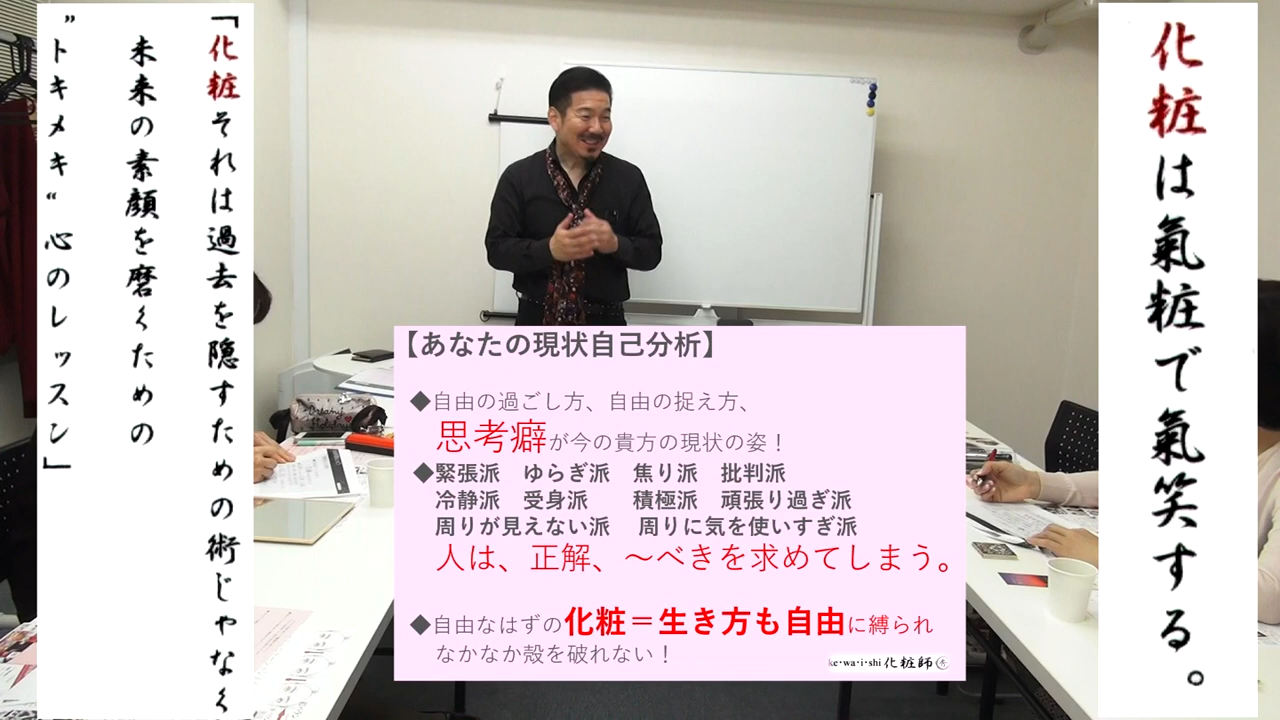 化粧は氣粧で氣笑する。
「化粧それは過去を隠すための術じゃなく
未来の素顔を磨くための
”トキメキ“心のレッスン」
【あなたの現状自己分析】
◆自由の過ごし方、自由の捉え方、
思考癖が今の貴方の現状の姿！
◆緊張派 ゆらぎ派 焦り派 批判派
冷静派 受身派 積極派 頑張り過ぎ派
周りが見えない派 周りに気を使いすぎ派
人は、正解、～べきを求めてしまう。
◆自由なはずの化粧＝生き方も自由に縛られ
なかなか殻を破れない！
ke・wa・i・shi 化粧師